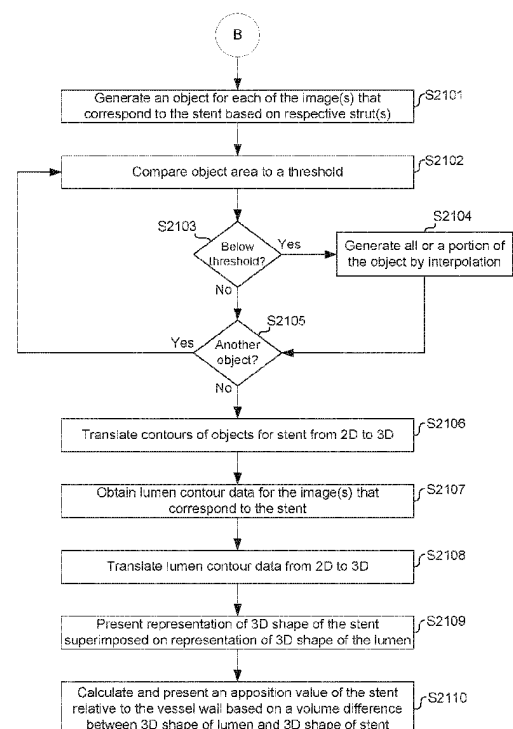 B
Generate an object for each of the image(s) that
correspond to the stent based on respective strut(s)
S2101
Compare object area to a threshold
S2102
S2103
Below
threshold?
Yes
No
S2104
Generate all or a portion of
the object by interpolation
S2105
Another
object?
Yes
No
Translate contours of objects for stent from 2D to 3D
S2106
Obtain lumen contour data for the image(s) that
correspond to the stent
S2107
Translate lumen contour data from 2D to 3D
S2108
Present representation of 3D shape of the stent
superimposed on representation of 3D shape of the lumen
S2109
Calculate and present an apposition value of the stent
relative to the vessel wall based on a volume difference
between 3D shape of lumen and 3D shape of stent
S2110